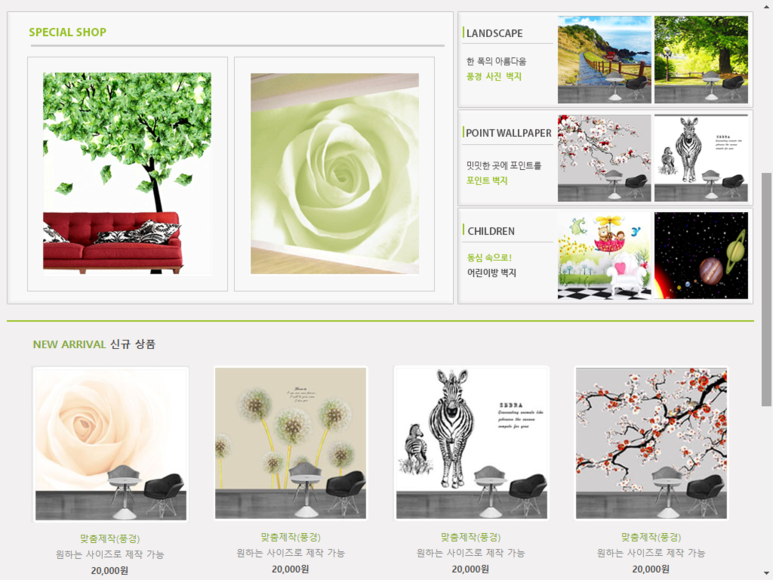 SPECIAL SHOP
LANDSCAPE
한 폭의 아름다움
풍경 사진 벽지
POINT WALLPAPER
밋밋한 곳에 포인트를
포인트 벽지
CHILDREN
동심 속으로!
어린이방 벽지
NEW ARRIVAL 신규 상품
ZEBRA
맞춤제작(풍경)
원하는 사이즈로 제작 가능
20,000원
맞춤제작(풍경)
원하는 사이즈로 제작 가능
20,000원
맞춤제작(풍경)
원하는 사이즈로 제작 가능
20,000원
맞춤제작(풍경)
원하는 사이즈로 제작 가능
20,000원